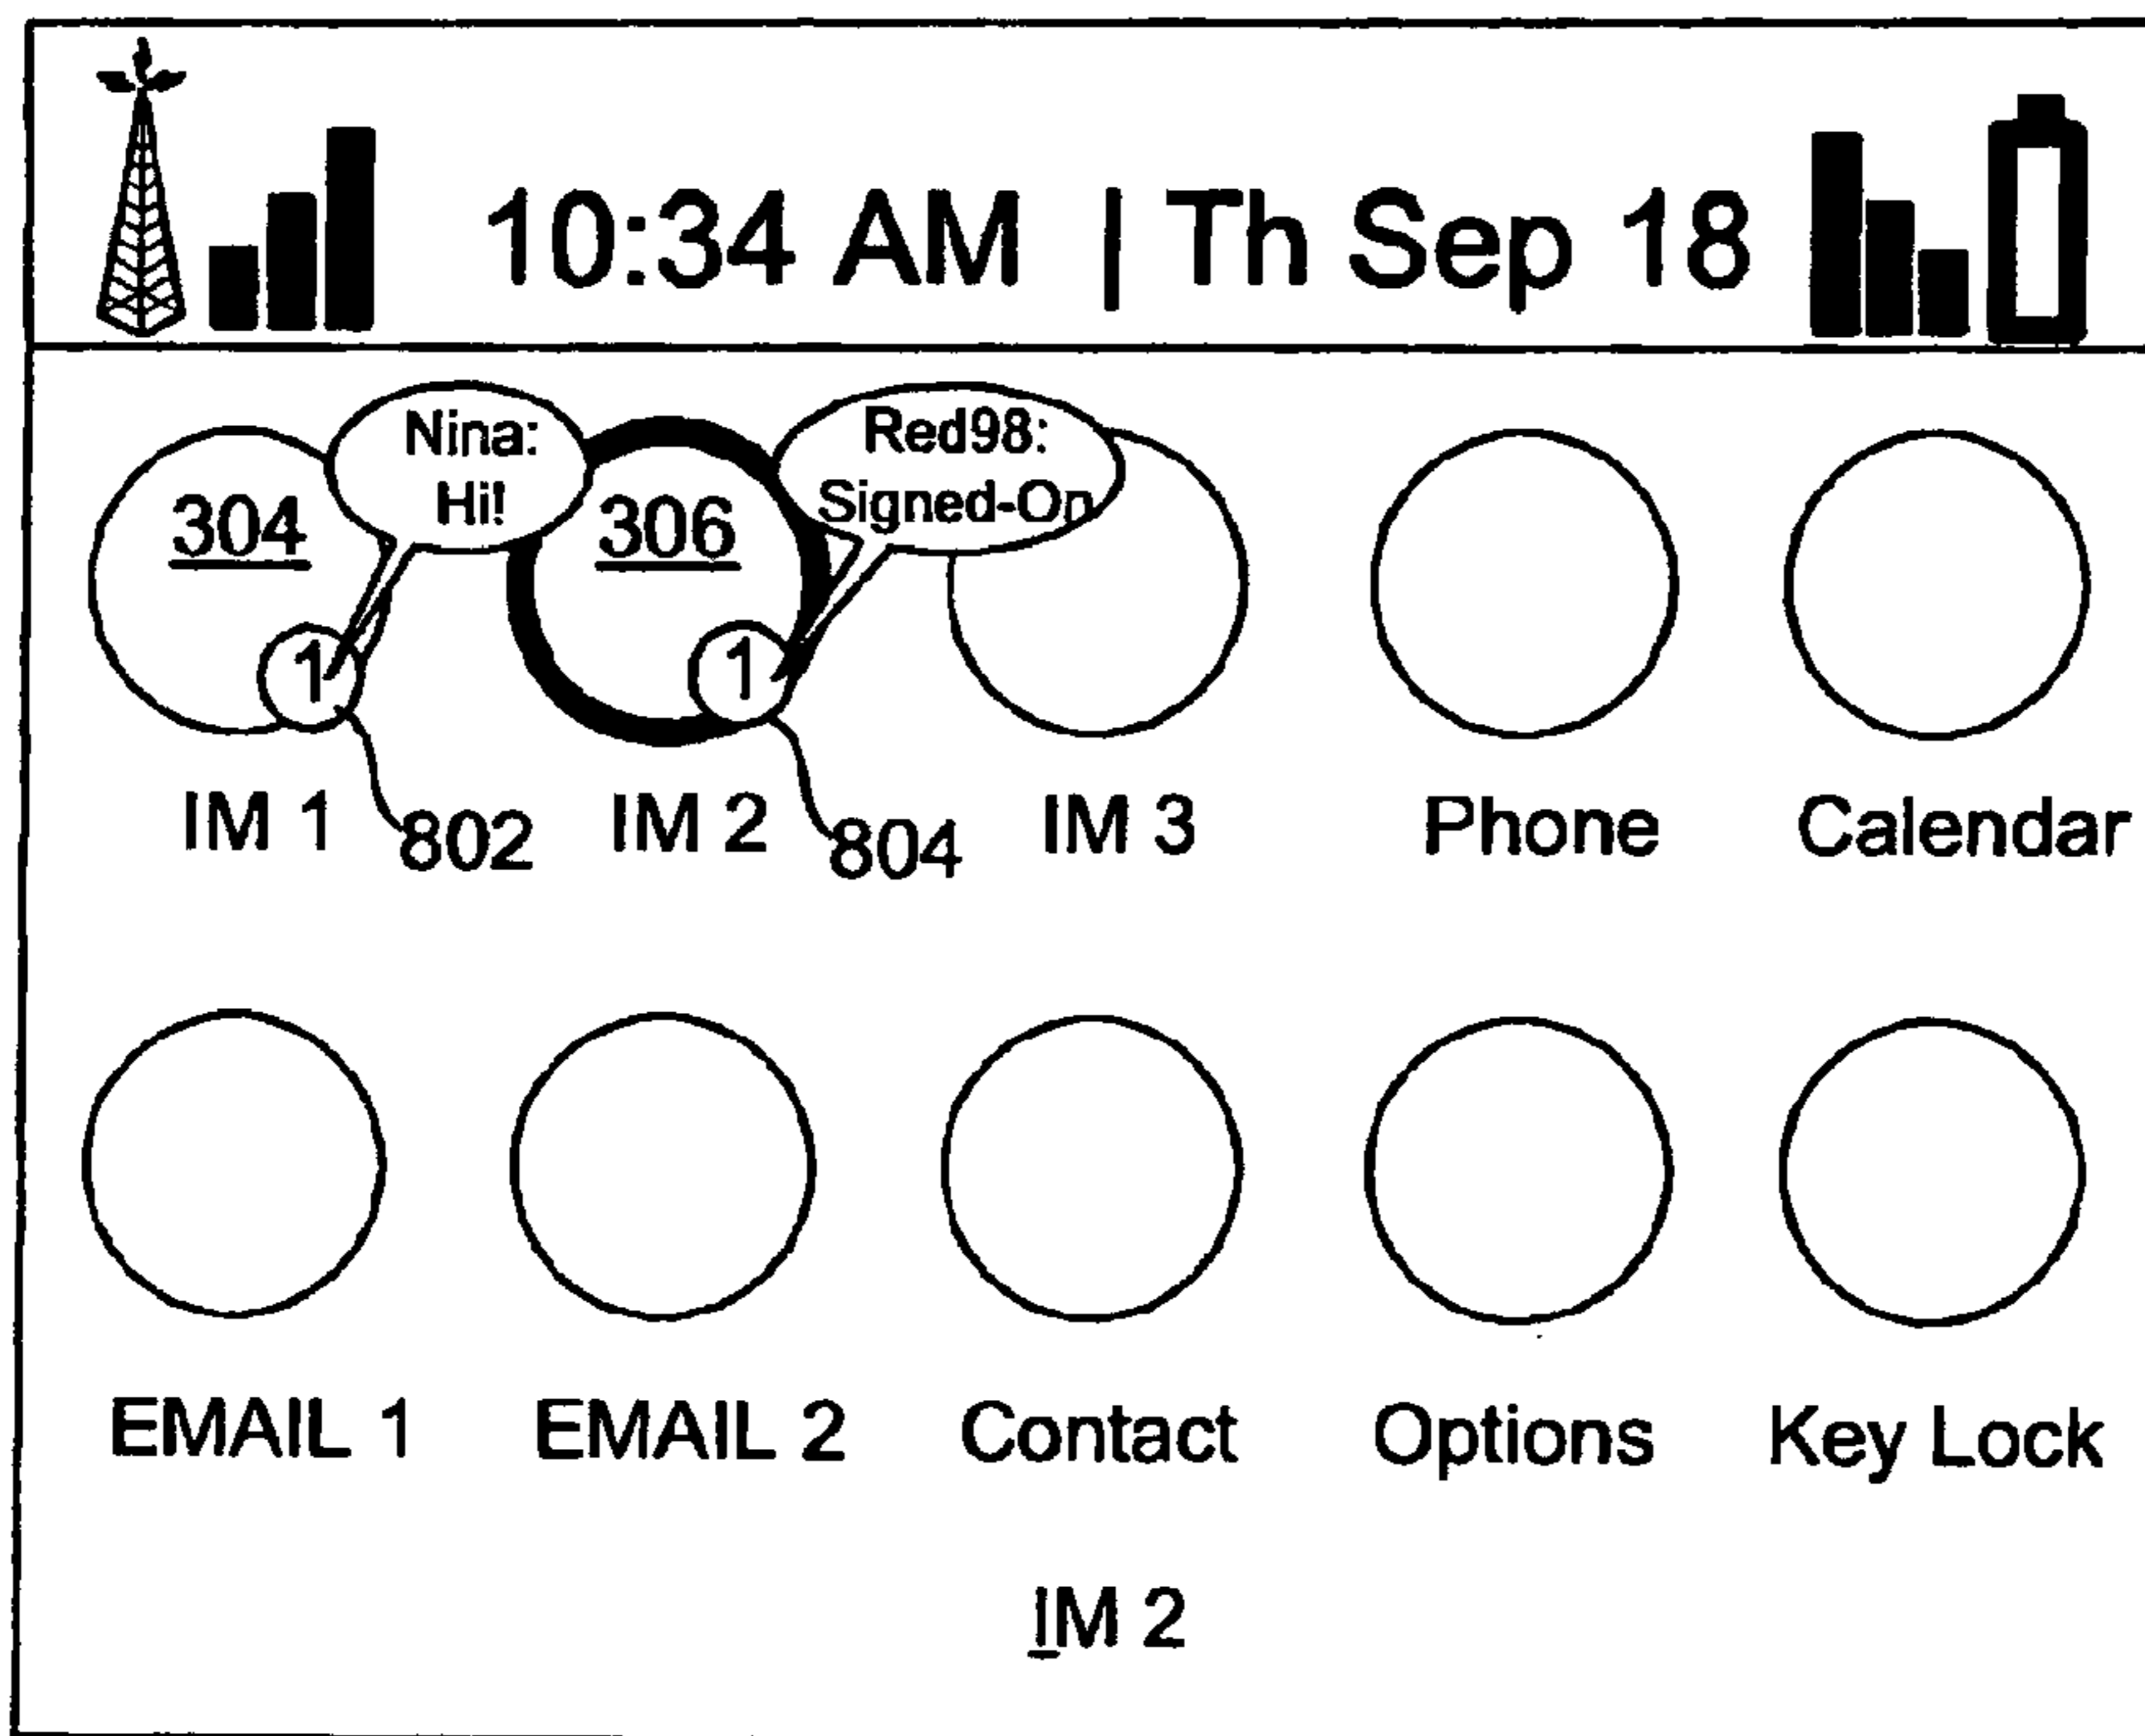 10:34 AM | Th Sep 18
Nina:
Hi!
Red98:
Signed-On
304
306
1
1
IM 1
802
IM 2
804
IM 3
Phone
Calendar
EMAIL 1
EMAIL 2
Contact
Options
Key Lock
IM 2